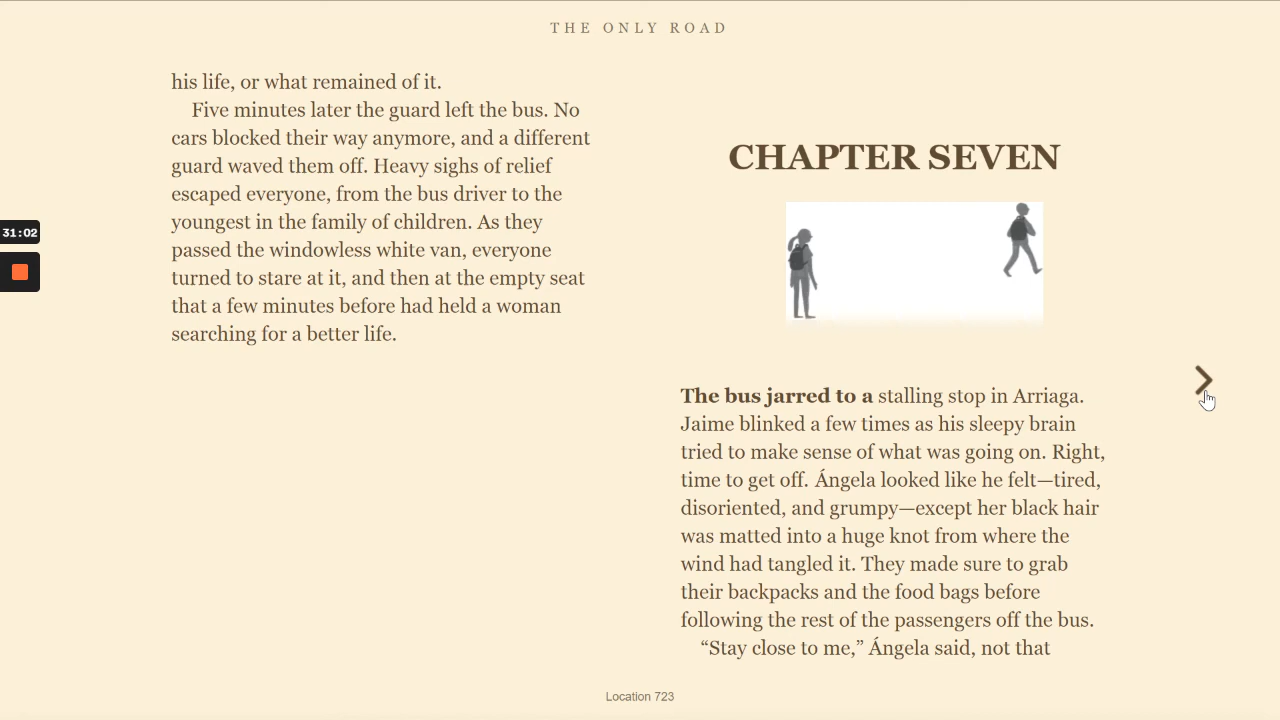 THE ONLY ROAD
his life, or what remained of it.
Five minutes later the guard left the bus. No
cars blocked their way anymore, and a different
guard waved them off. Heavy sighs of relief
escaped everyone, from the bus driver to the
youngest in the family of children. As they
passed the windowless white van, everyone
turned to stare at it, and then at the empty seat
that a few minutes before had held a woman
searching for a better life.
31:02
CHAPTER SEVEN
The bus jarred to a stalling stop in Arriaga.
Jaime blinked a few times as his sleepy brain
tried to make sense of what was going on. Right,
time to get off. Ángela looked like he felt—tired,
disoriented, and grumpy—except her black hair
was matted into a huge knot from where the
wind had tangled it. They made sure to grab
their backpacks and the food bags before
following the rest of the passengers off the bus.
“Stay close to me,” Ángela said, not that
Location 723